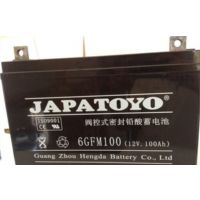 JAPATOYO
ISO9001
CE
阀控式密封铅酸蓄电池
6GFM100 (12V. 100Ah)
Guang Zhou Hengda Battery Co., ltd